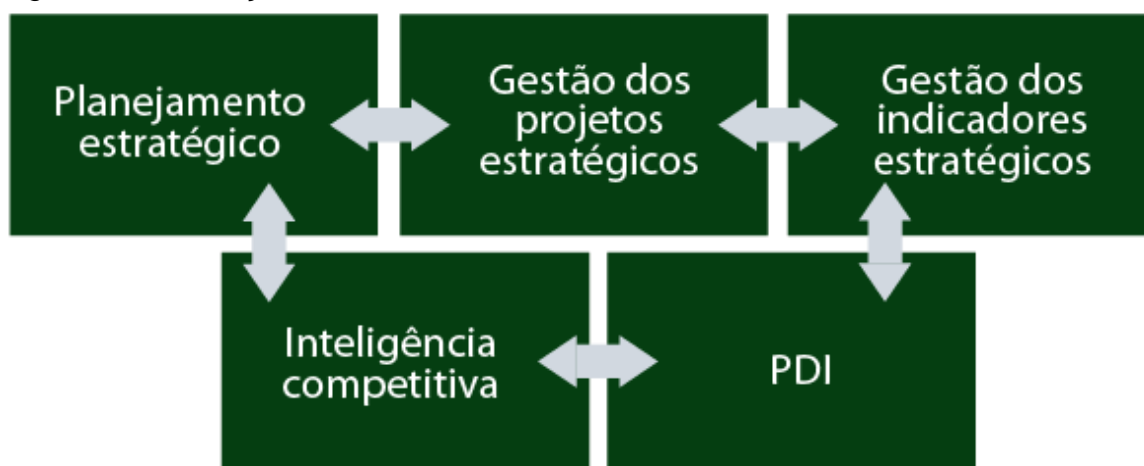 Planejamento
estratégico
Gestão dos
projetos
estratégicos
Gestão dos
indicadores
estratégicos
Inteligência
competitiva
PDI